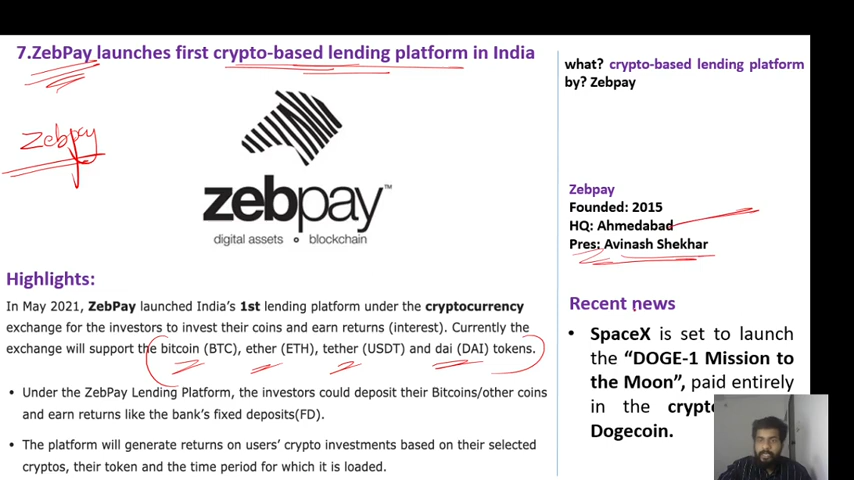 7.ZebPay launches first crypto-based lending platform in India
Zebpay
zebpay™
digital assets blockchain
Highlights:
In May 2021, ZebPay launched India's 1st lending platform under the cryptocurrency
exchange for the investors to invest their coins and earn returns (interest). Currently the
exchange will support the bitcoin (BTC), ether (ETH), tether (USDT) and dai (DAI) tokens.
• Under the ZebPay Lending Platform, the investors could deposit their Bitcoins/other coins
and earn returns like the bank's fixed deposits(FD).
• The platform will generate returns on users' crypto investments based on their selected
cryptos, their token and the time period for which it is loaded.
what? crypto-based lending platform
by? Zebpay
Zebpay
Founded: 2015
HQ: Ahmedabad
Pres: Avinash Shekhar
Recent news
• SpaceX is set to launch
the "DOGE-1 Mission to
the Moon", paid entirely
in the
Dogecoin.